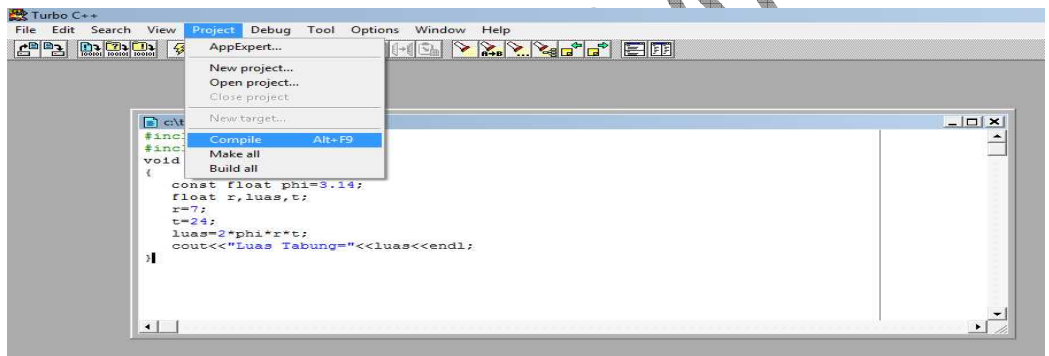 Turbo C++
File Edit Search View Project Debug Tool Options Window Help
AppExpert...
New project...
Open project...
Close project
New target...
Compile Alt+F9
Make all
Build all
c:\t
#inc
#inc
void
{
const float phi=3.14;
float r,luas,t;
r=7;
t=24;
luas=2*phi*r*t;
cout<<"Luas Tabung="<<luas<<endl;
}